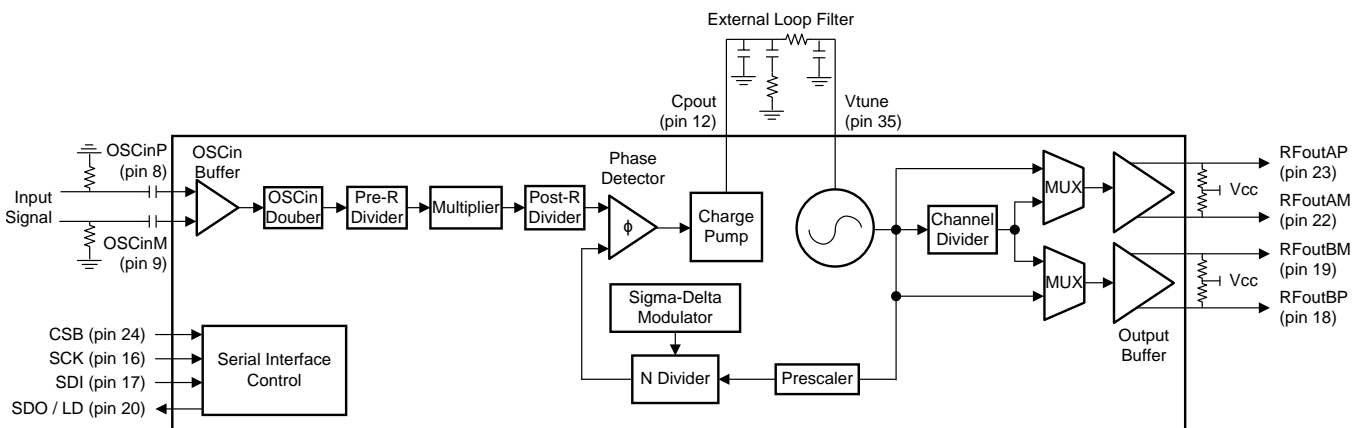 External Loop Filter
Cpout
(pin 12)
Vtune
(pin 35)
OSCinP
(pin 8)
OSCin
Buffer
Input
Signal
OSCinM
(pin 9)
OSCin
Douber
Pre-R
Divider
Multiplier
Post-R
Divider
Phase
Detector
ϕ
Charge
Pump
Channel
Divider
MUX
MUX
RFoutAP
(pin 23)
Vcc
RFoutAM
(pin 22)
RFoutBM
(pin 19)
Vcc
RFoutBP
(pin 18)
Output
Buffer
Sigma-Delta
Modulator
N Divider
Prescaler
CSB (pin 24)
SCK (pin 16)
SDI (pin 17)
SDO / LD (pin 20)
Serial Interface
Control